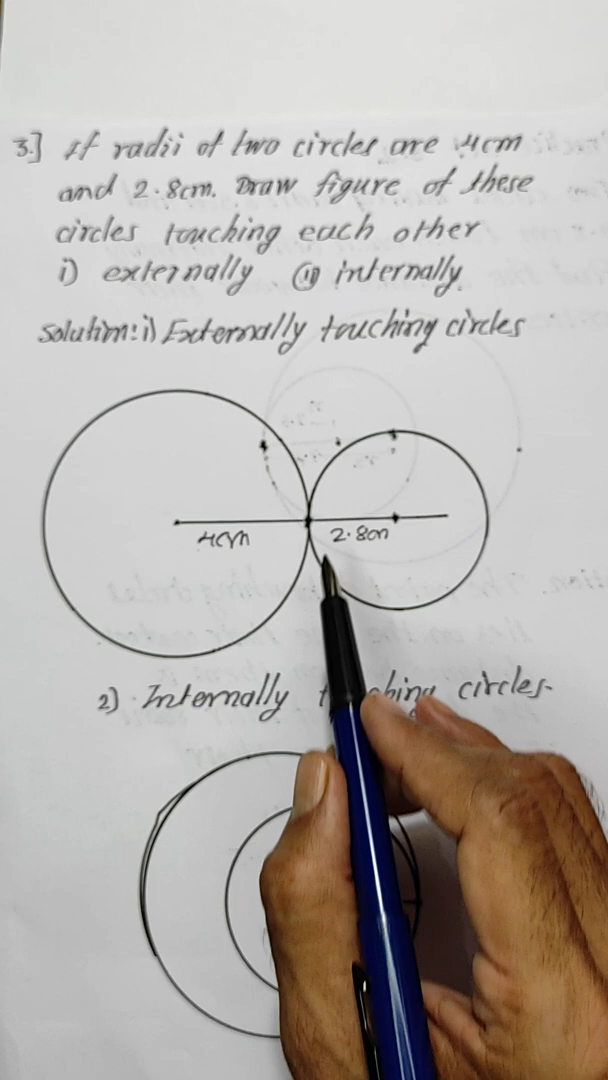 3.] If radii of two circles are 4cm
and 2.8cm. Draw figure of these
circles touching each other
i) externally (ii) internally.
Solution: i) Externally touching circles
4cm
2.8cm
2) Internally circles.